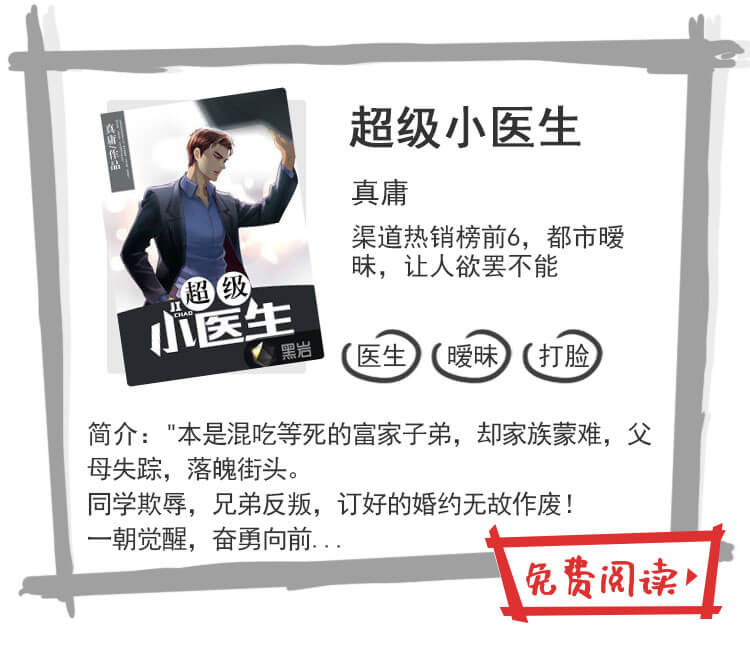 真庸/作品
超级
JI
CHAO
小医生
黑岩
超级小医生
真庸
渠道热销榜前6，都市暧
昧，让人欲罢不能
医生 暧昧 打脸
简介："本是混吃等死的富家子弟，却家族蒙难，父
母失踪，落魄街头。
同学欺辱，兄弟反叛，订好的婚约无故作废！
一朝觉醒，奋勇向前...
免费阅读